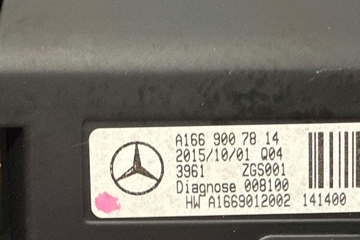 A166 900 78 14
2015/10/01 Q04
3961 ZGS001
Diagnose 008100
HW A1669012002 141400